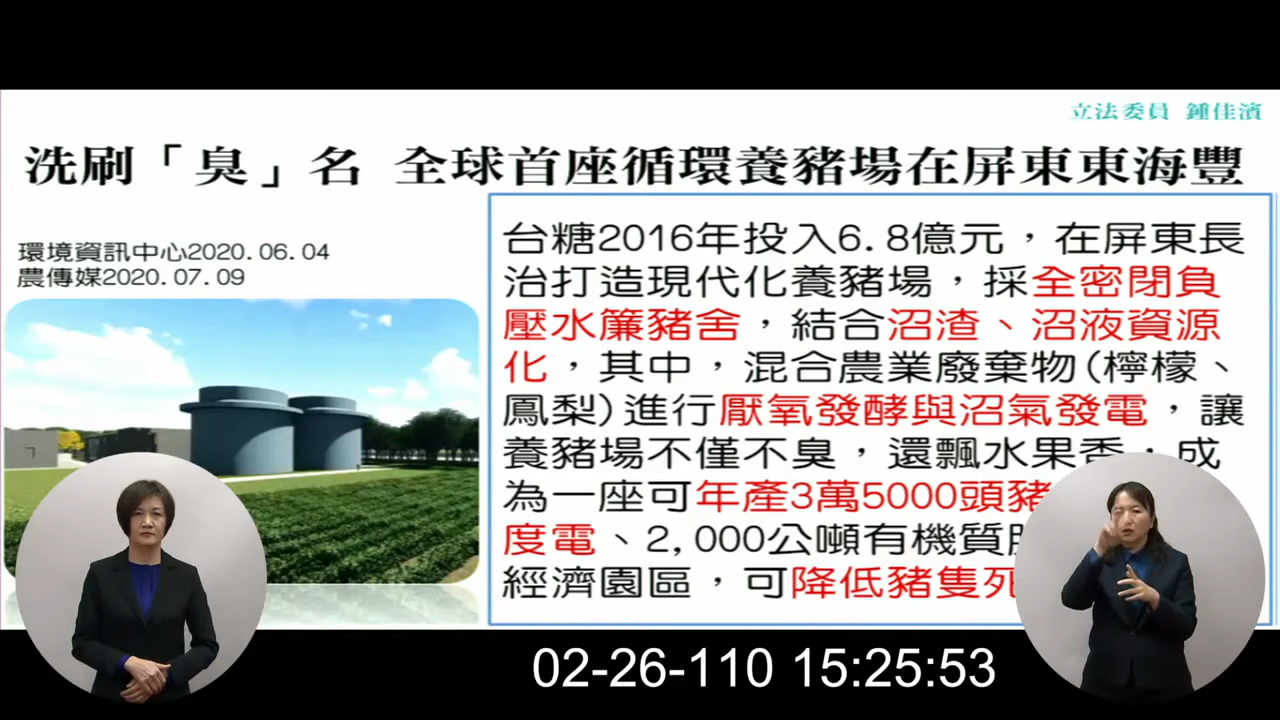 立法委員 鍾佳濱
洗刷「臭」名 全球首座循環養豬場在屏東東海豐
環境資訊中心2020.06.04
農傳媒2020.07.09
台糖2016年投入6.8億元，在屏東長
治打造現代化養豬場，採全密閉負
壓水簾豬舍，結合沼渣、沼液資源
化，其中，混合農業廢棄物(檸檬、
鳳梨)進行厭氧發酵與沼氣發電，讓
養豬場不僅不臭，還飄水果香，成
為一座可年產3萬5000頭豬
度電、2,000公噸有機質
經濟園區，可降低豬隻死
02-26-110 15:25:53